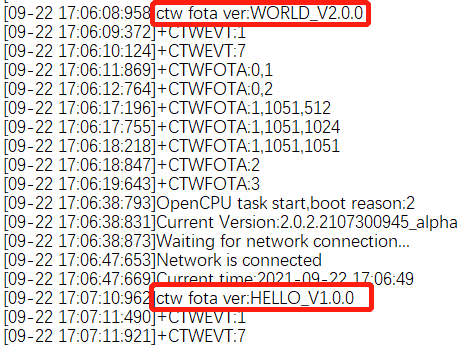 [09-22 17:06:08:958]ctw fota ver:WORLD_V2.0.0
[09-22 17:06:09:372]+CTWEVT:1
[09-22 17:06:10:124]+CTWEVT:7
[09-22 17:06:11:869]+CTWFOTA:0,1
[09-22 17:06:12:764]+CTWFOTA:0,2
[09-22 17:06:17:196]+CTWFOTA:1,1051,512
[09-22 17:06:17:755]+CTWFOTA:1,1051,1024
[09-22 17:06:18:218]+CTWFOTA:1,1051,1051
[09-22 17:06:18:847]+CTWFOTA:2
[09-22 17:06:19:643]+CTWFOTA:3
[09-22 17:06:38:793]OpenCPU task start,boot reason:2
[09-22 17:06:38:831]Current Version:2.0.2.2107300945_alpha
[09-22 17:06:38:873]Waiting for network connection...
[09-22 17:06:47:653]Network is connected
[09-22 17:06:47:669]Current time:2021-09-22 17:06:49
[09-22 17:07:10:962]ctw fota ver:HELLO_V1.0.0
[09-22 17:07:11:490]+CTWEVT:1
[09-22 17:07:11:921]+CTWEVT:7